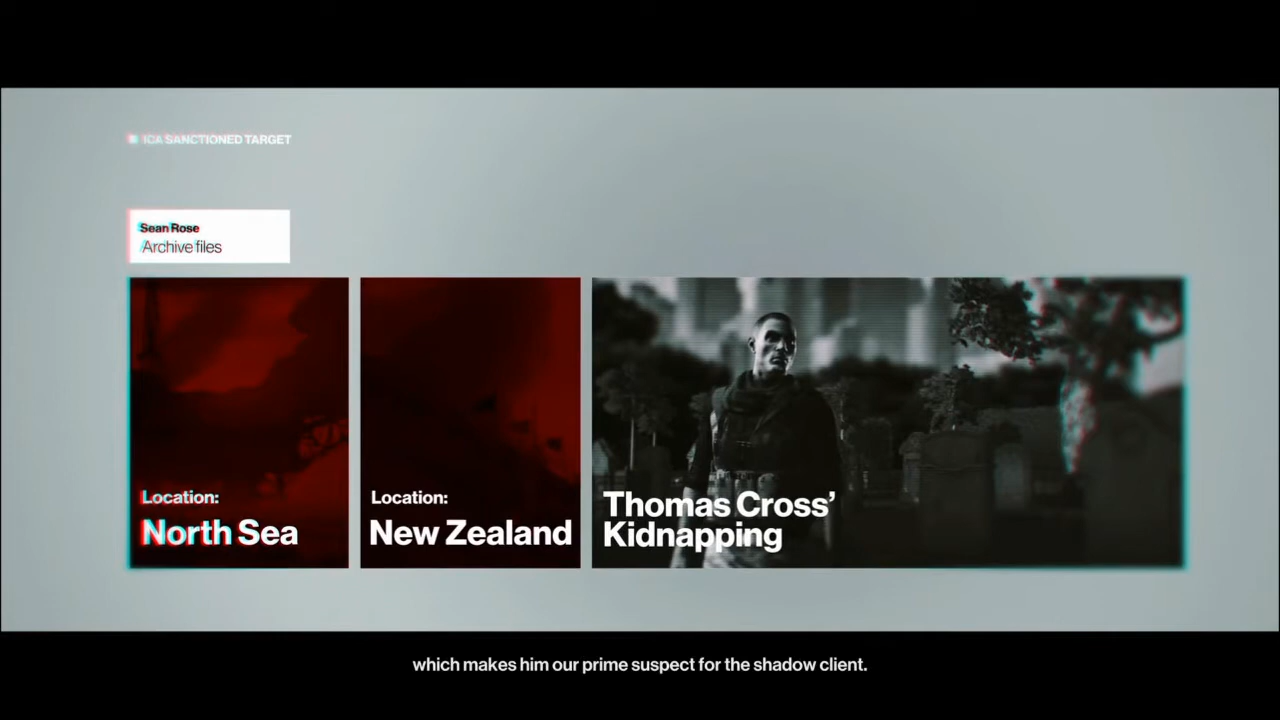 ICA SANCTIONED TARGET
Sean Rose
Archive files
Location:
North Sea
Location:
New Zealand
Thomas Cross’
Kidnapping
which makes him our prime suspect for the shadow client.